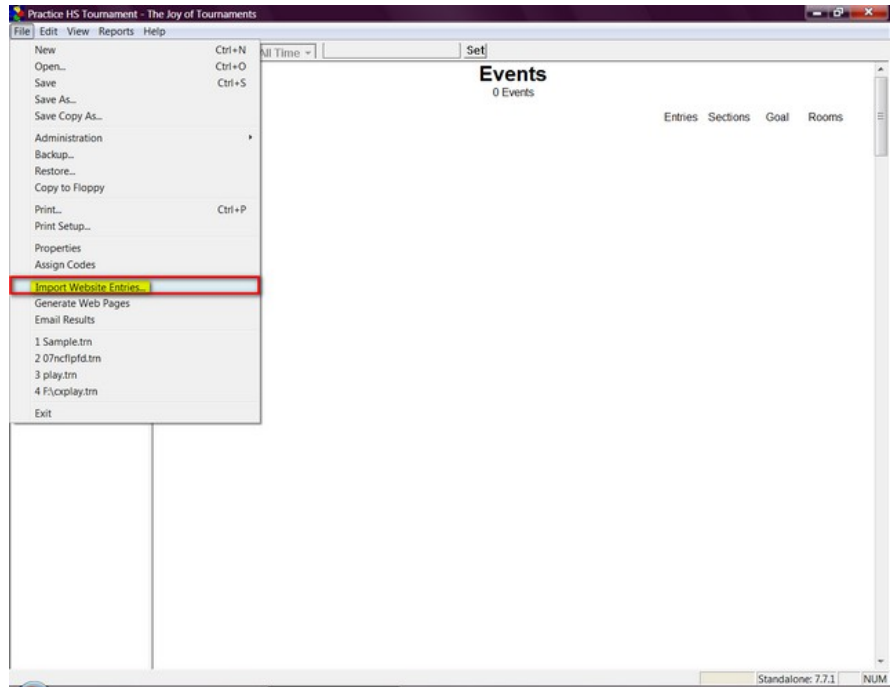 Practice HS Tournament - The Joy of Tournaments
File Edit View Reports Help
All Time Set
New Ctrl+N
Open... Ctrl+O
Save Ctrl+S
Save As...
Save Copy As...
Administration
Backup...
Restore...
Copy to Floppy
Print... Ctrl+P
Print Setup...
Properties
Assign Codes
Import Website Entries...
Generate Web Pages
Email Results
1 Sample.trn
2 07ncflpfd.trn
3 play.trn
4 F:\cxplay.trn
Exit
Events
0 Events
Entries Sections Goal Rooms
Standalone: 7.7.1 NUM